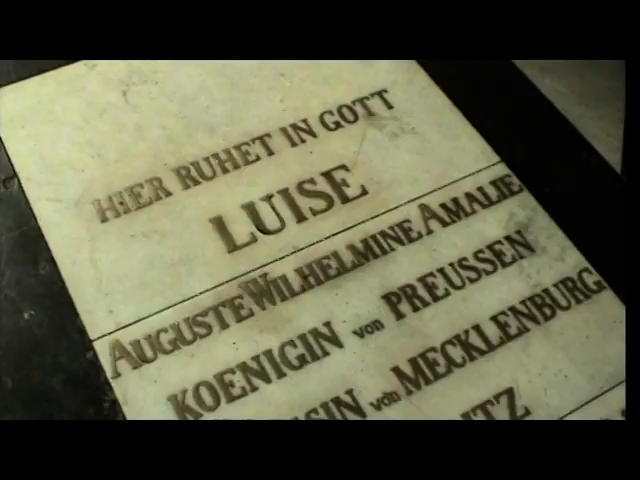 HIER RUHET IN GOTT
LUISE
AUGUSTE WILHELMINE AMALIE
KOENIGIN von PREUSSEN
von MECKLENBURG